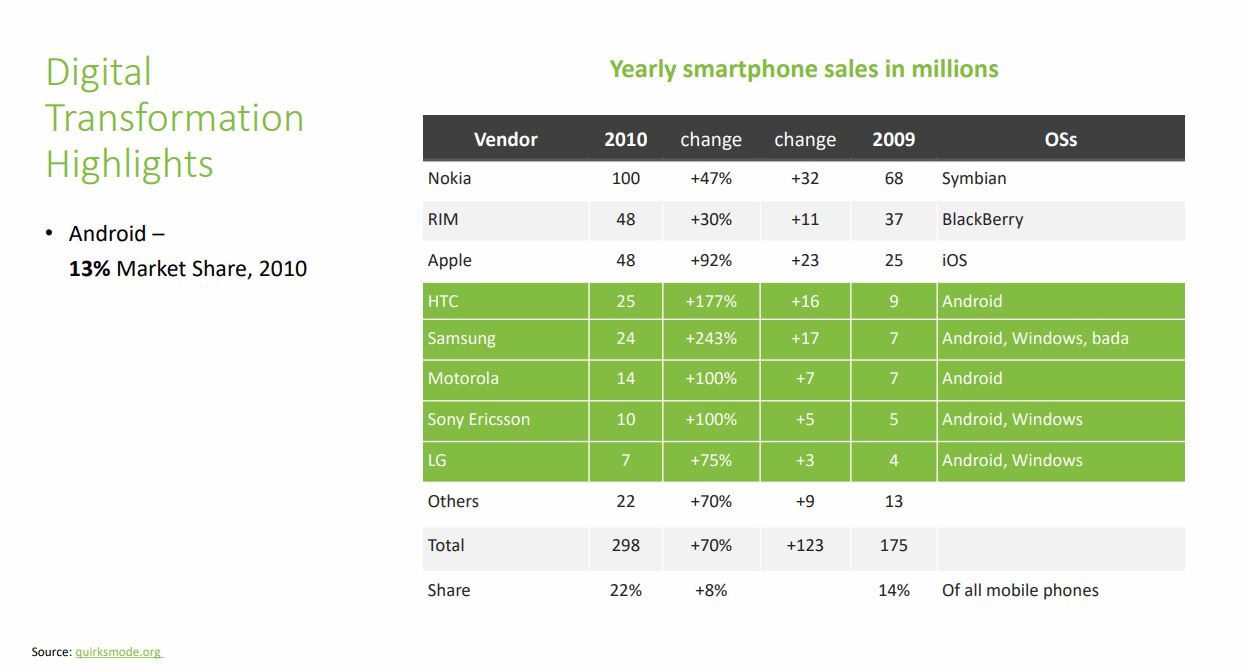 Digital
Transformation
Highlights
• Android –
13% Market Share, 2010
Yearly smartphone sales in millions
Vendor 2010 change change 2009 OSs
Nokia 100 +47% +32 68 Symbian
RIM 48 +30% +11 37 BlackBerry
Apple 48 +92% +23 25 iOS
HTC 25 +177% +16 9 Android
Samsung 24 +243% +17 7 Android, Windows, bada
Motorola 14 +100% +7 7 Android
Sony Ericsson 10 +100% +5 5 Android, Windows
LG 7 +75% +3 4 Android, Windows
Others 22 +70% +9 13
Total 298 +70% +123 175
Share 22% +8% 14% Of all mobile phones
Source: quirksmode.org